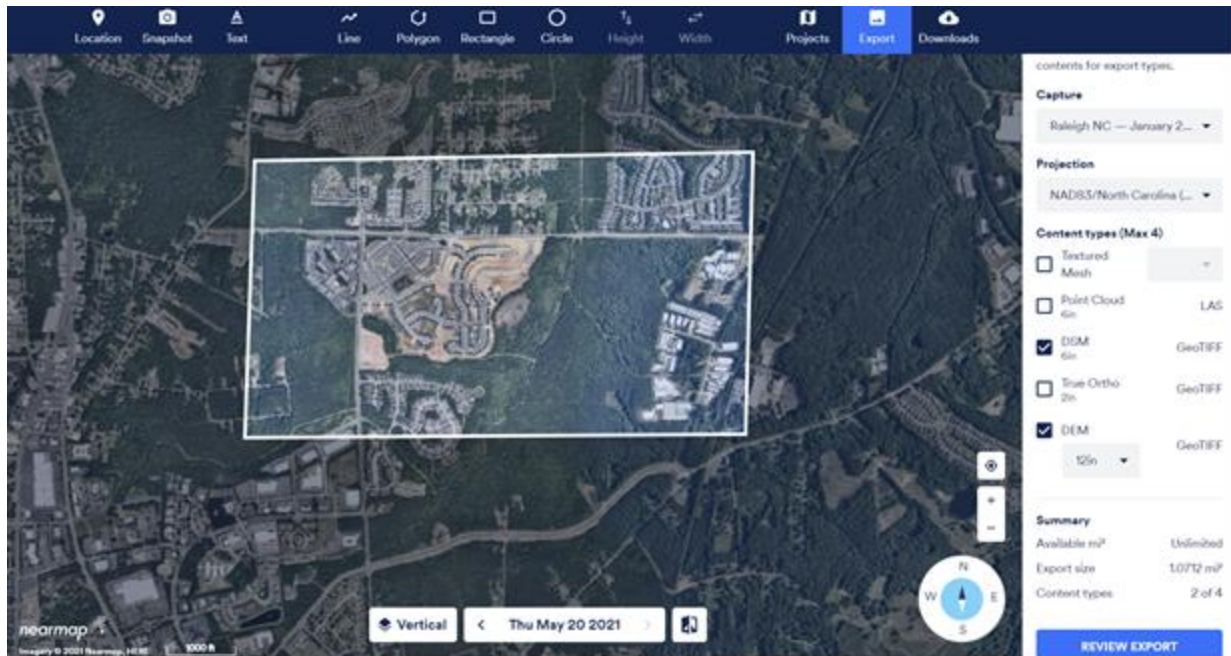 Location Snapshot Text Line Polygon Rectangle Circle Height Width Projects Export Downloads
contents for export types.
Capture
Raleigh NC — January 2...
Projection
NAD83/North Carolina (...
Content types (Max 4)
Textured
Mesh
Point Cloud
6in
LAS
DSM
6in
GeoTIFF
True Ortho
2in
GeoTIFF
DEM
GeoTIFF
12in
Summary
Available mi² Unlimited
Export size 1.0712 mi²
Content types 2 of 4
REVIEW EXPORT
N
W E
S
Vertical < Thu May 20 2021 >
nearmap
Imagery © 2021 Nearmap, HERE
1000 ft